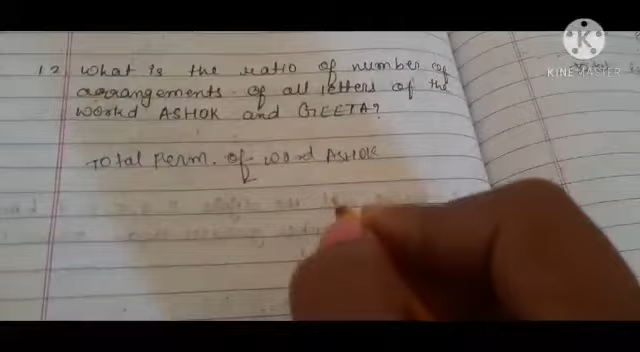 12 What is the ratio of number of
arrangements of all letters of the
word ASHOK and GEETA?
Total Perm. of word ASHOK
KINEMASTER